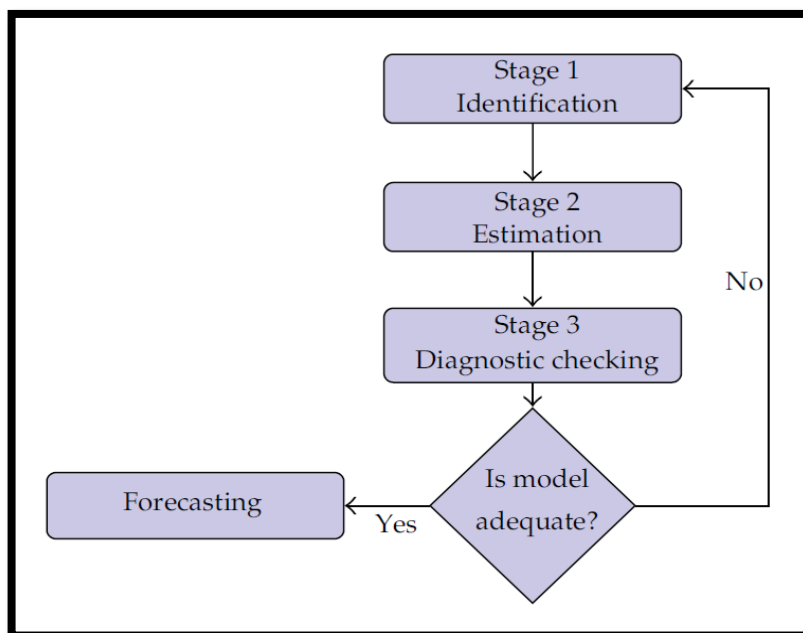 Stage 1
Identification
Stage 2
Estimation
Stage 3
Diagnostic checking
Is model
adequate?
No
Yes
Forecasting